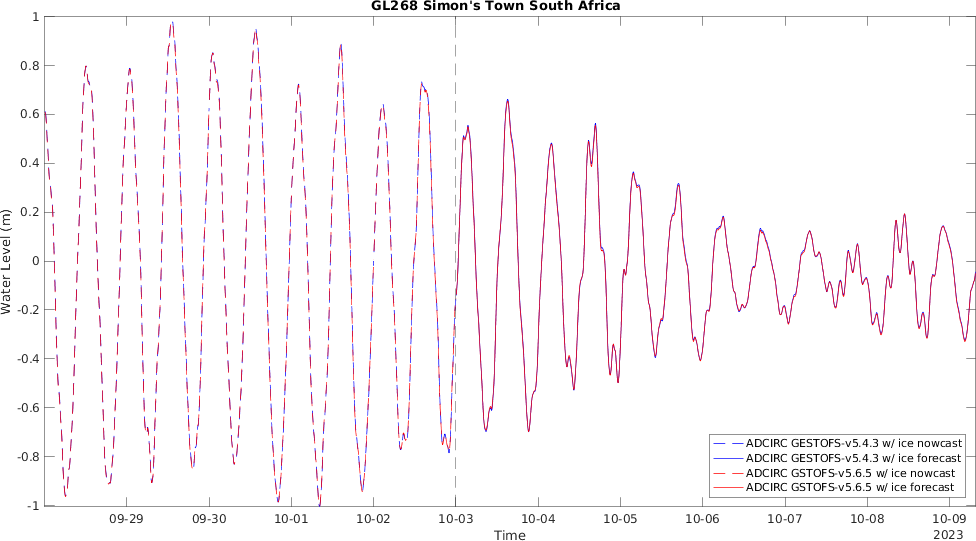 GL268 Simon's Town South Africa
1
0.8
0.6
0.4
0.2
0
-0.2
-0.4
-0.6
-0.8
-1
Water Level (m)
ADCIRC GESTOFS-v5.4.3 w/ ice nowcast
ADCIRC GESTOFS-v5.4.3 w/ ice forecast
ADCIRC GSTOFS-v5.6.5 w/ ice nowcast
ADCIRC GSTOFS-v5.6.5 w/ ice forecast
09-29 09-30 10-01 10-02 10-03 10-04 10-05 10-06 10-07 10-08 10-09
Time 2023